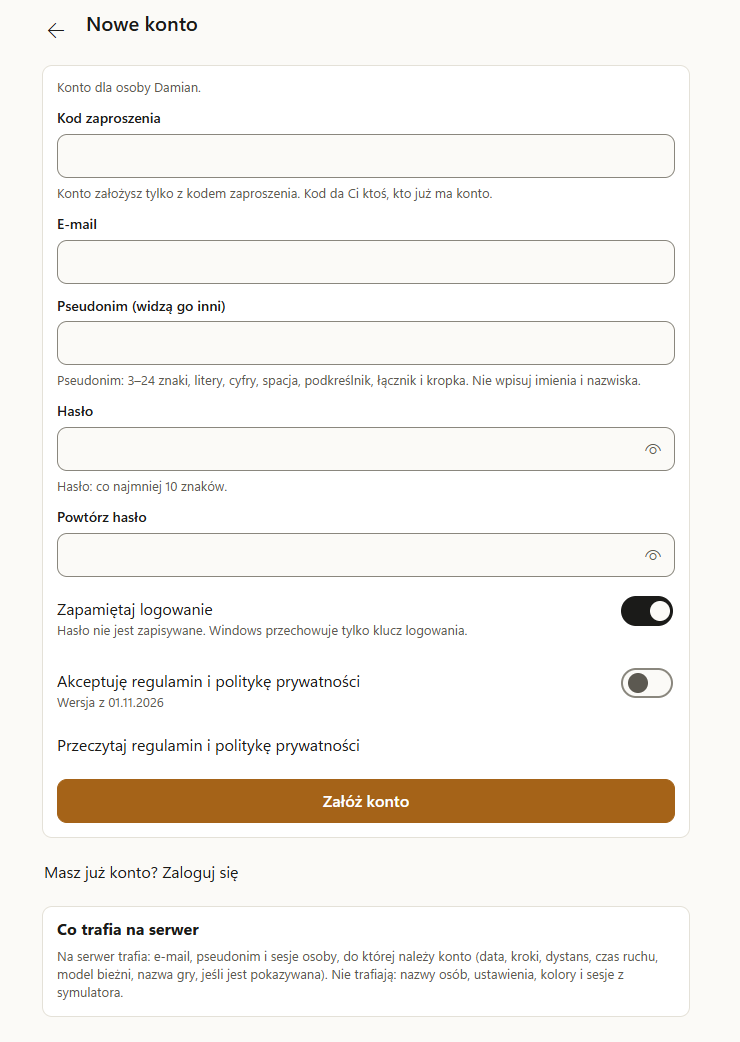 Nowe konto
Konto dla osoby Damian.
Kod zaproszenia
Konto założysz tylko z kodem zaproszenia. Kod da Ci ktoś, kto już ma konto.
E-mail
Pseudonim (widzą go inni)
Pseudonim: 3–24 znaki, litery, cyfry, spacja, podkreślnik, łącznik i kropka. Nie wpisuj imienia i nazwiska.
Hasło
Hasło: co najmniej 10 znaków.
Powtórz hasło
Zapamiętaj logowanie
Hasło nie jest zapisywane. Windows przechowuje tylko klucz logowania.
Akceptuję regulamin i politykę prywatności
Wersja z 01.11.2026
Przeczytaj regulamin i politykę prywatności
Załóż konto
Masz już konto? Zaloguj się
Co trafia na serwer
Na serwer trafia: e-mail, pseudonim i sesje osoby, do której należy konto (data, kroki, dystans, czas ruchu,
model bieżni, nazwa gry, jeśli jest pokazywana). Nie trafiają: nazwy osób, ustawienia, kolory i sesje z
symulatora.